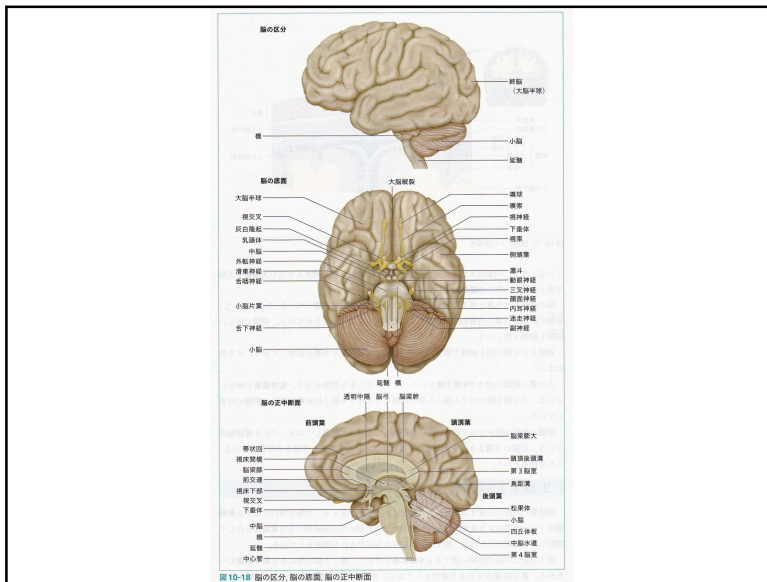 脳の区分
終脳
(大脳半球)
橋
小脳
延髄
脳の底面
大脳縦裂
大脳半球
視交叉
灰白隆起
乳頭体
中脳
外転神経
滑車神経
舌咽神経
小脳片葉
舌下神経
小脳
嗅球
嗅索
視神経
下垂体
視索
側頭葉
漏斗
動眼神経
三叉神経
顔面神経
内耳神経
迷走神経
副神経
延髄 橋
脳の正中断面
透明中隔 脳弓 脳梁幹
前頭葉
頭頂葉
帯状回
視床間橋
脳梁部
前交連
視床下部
視交叉
下垂体
中脳
橋
延髄
中心管
脳梁膨大
頭頂後頭溝
第3脳室
鳥距溝
後頭葉
松果体
小脳
四丘体板
中脳水道
第4脳室
図10-18 脳の区分, 脳の底面, 脳の正中断面